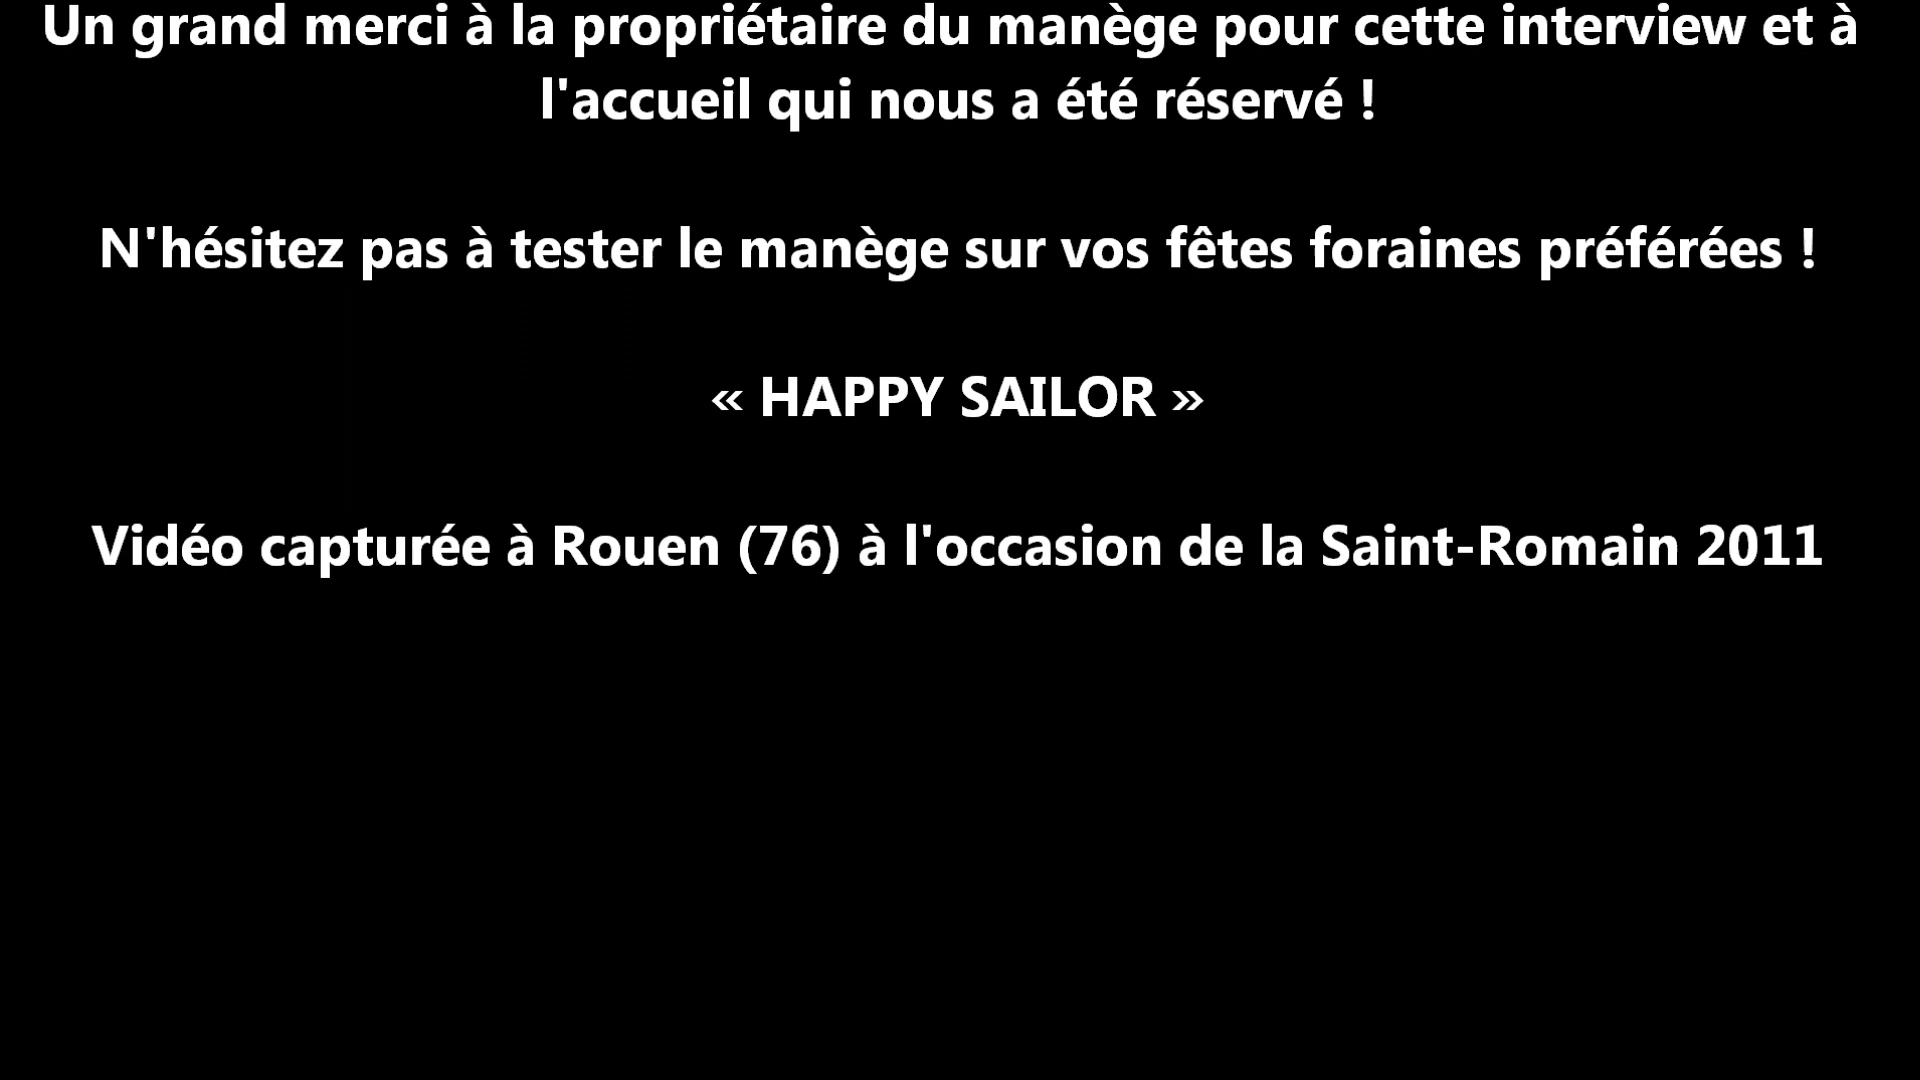 Un grand merci à la propriétaire du manège pour cette interview et à
l'accueil qui nous a été réservé !
N'hésitez pas à tester le manège sur vos fêtes foraines préférées !
« HAPPY SAILOR »
Vidéo capturée à Rouen (76) à l'occasion de la Saint-Romain 2011